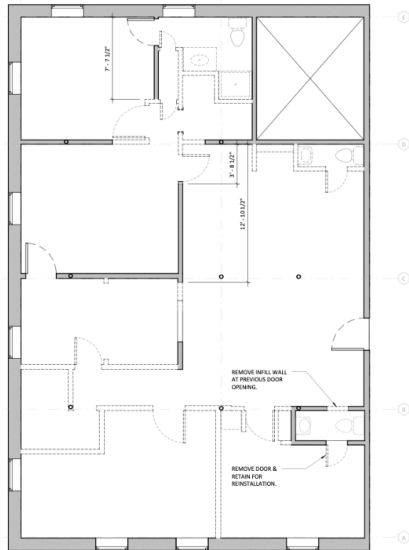 E
7' - 7 1/2"
D
3' - 8 1/2"
12' - 10 1/2"
C
REMOVE INFILL WALL
AT PREVIOUS DOOR
OPENING.
B
REMOVE DOOR &
RETAIN FOR
REINSTALLATION.
A